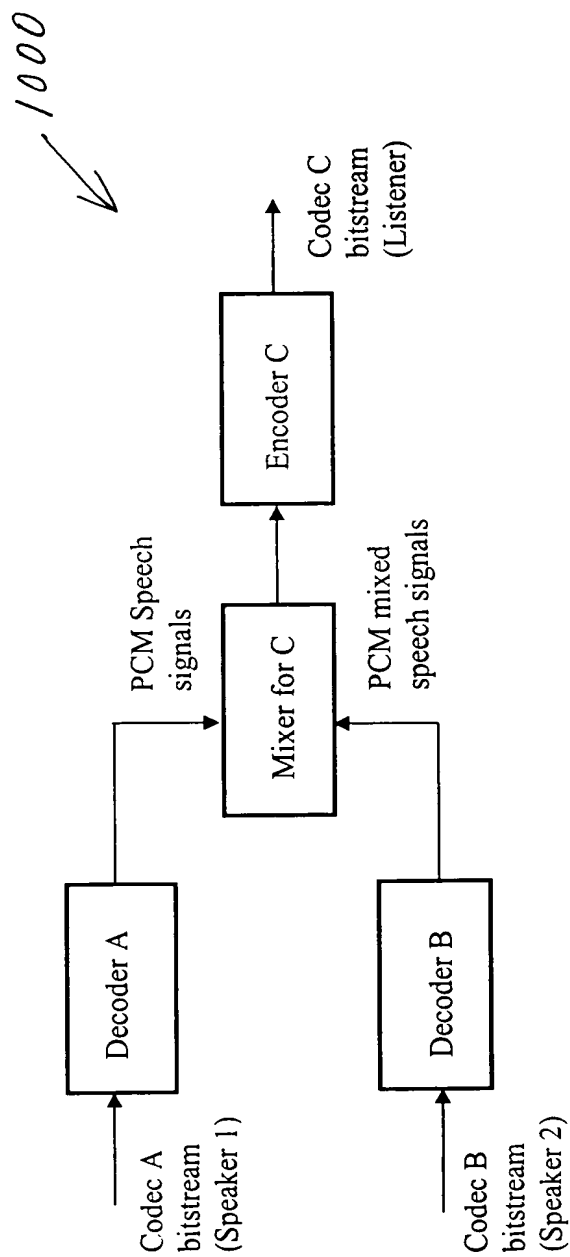 1000
Codec A
bitstream
(Speaker 1)
Decoder A
PCM Speech
signals
Mixer for C
Encoder C
Codec C
bitstream
(Listener)
PCM mixed
speech signals
Decoder B
Codec B
bitstream
(Speaker 2)